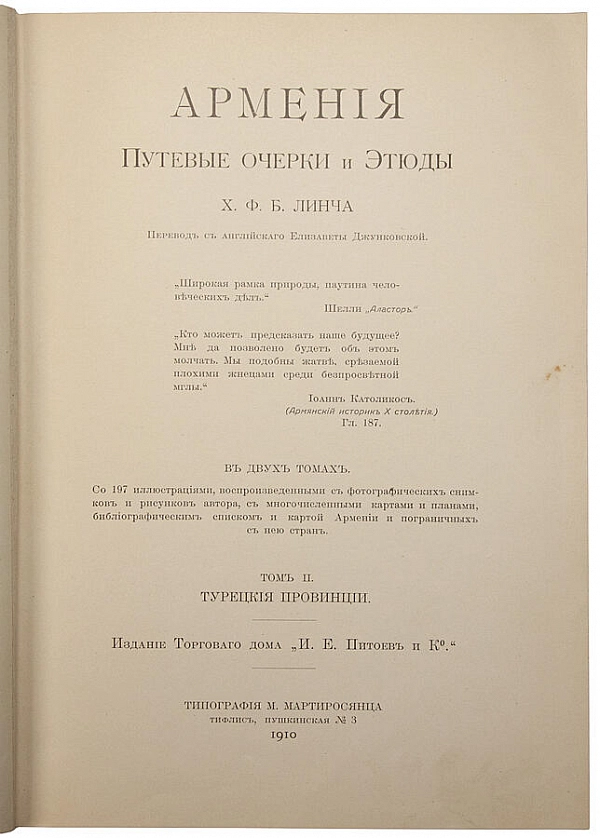 АРМЕНІЯ
ПУТЕВЫЕ ОЧЕРКИ И ЭТЮДЫ
Х. Ф. Б. ЛИНЧА
Переводъ съ англійскаго Елизаветы Джунковской.
„Широкая рамка природы, паутина чело-
вѣческихъ дѣлъ.“
Шелли „Аласторъ.“
„Кто можетъ предсказать наше будущее?
Мнѣ да позволено будетъ объ этомъ
молчать. Мы подобны жатвѣ, срѣзаемой
плохими жнецами среди безпросвѣтной
мглы.“
Іоаннъ Католикосъ.
(Армянскій историкъ X столѣтія.)
Гл. 187.
ВЪ ДВУХЪ ТОМАХЪ.
Со 197 иллюстраціями, воспроизведенными съ фотографическихъ сним-
ковъ и рисунковъ автора, съ многочисленными картами и планами,
библіографическимъ спискомъ и картой Арменіи и пограничныхъ
съ нею странъ.
ТОМЪ II.
ТУРЕЦКІЯ ПРОВИНЦІИ.
Изданіе Торговаго дома „И. Е. Питоевъ и Кº.“
ТИПОГРАФІЯ М. МАРТИРОСЯНЦА
ТИФЛИСЪ, ПУШКИНСКАЯ № 3
1910